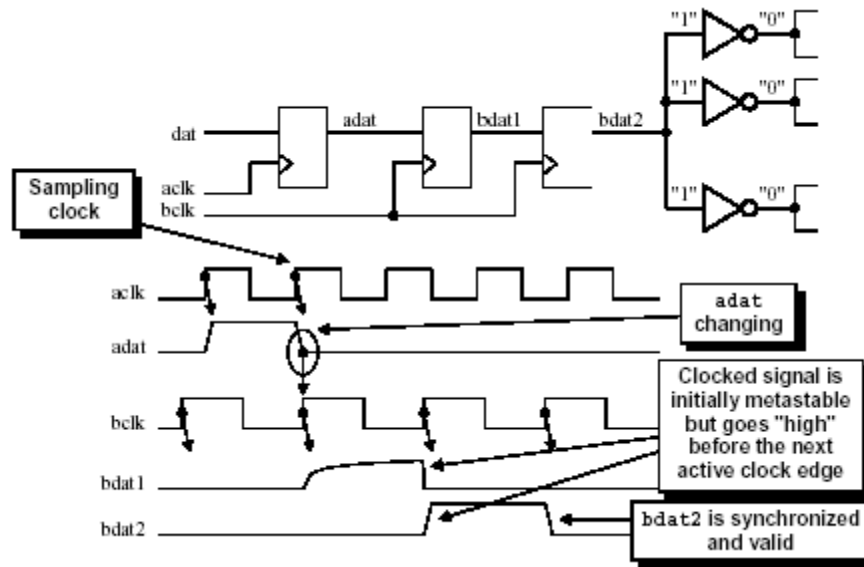 "1" "0"
"1" "0"
dat
adat
bdat1
bdat2
aclk
bclk
"1" "0"
Sampling
clock
aclk
adat
changing
adat
Clocked signal is
initially metastable
but goes "high"
before the next
active clock edge
bclk
bdat1
bdat2
bdat2 is synchronized
and valid